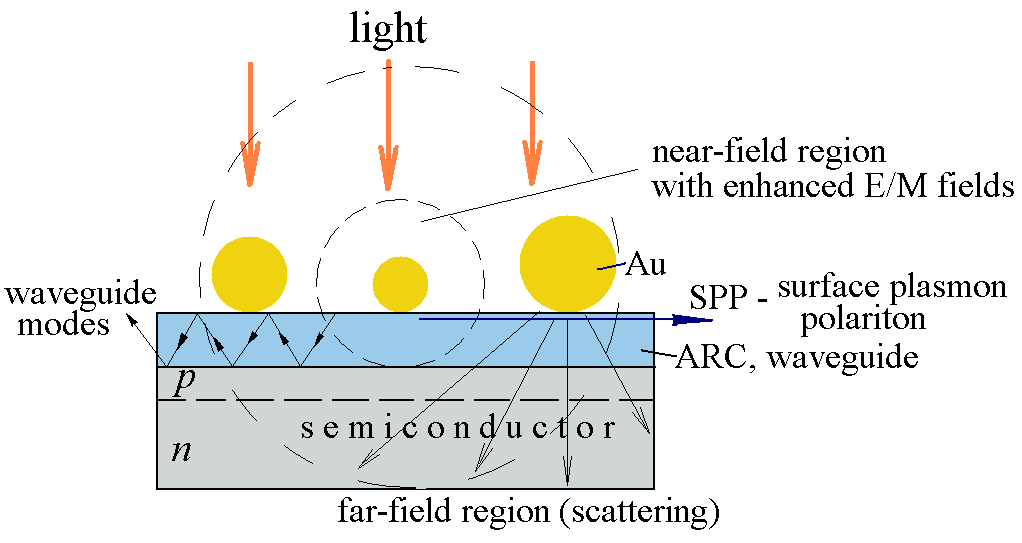 light
near-field region
with enhanced E/M fields
Au
waveguide
modes
SPP - surface plasmon
polariton
ARC, waveguide
p
semiconductor
n
far-field region (scattering)